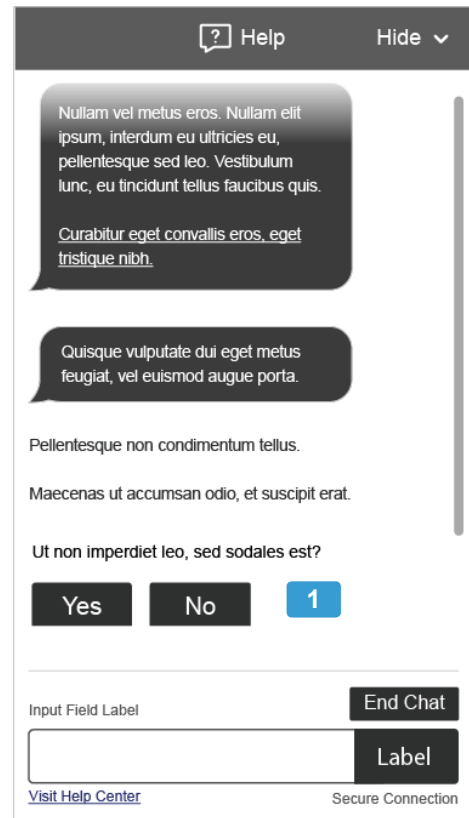 ? Help Hide
Nullam vel metus eros. Nullam elit
ipsum, interdum eu ultricies eu,
pellentesque sed leo. Vestibulum
lunc, eu tincidunt tellus faucibus quis.
Curabitur eget convallis eros, eget
tristique nibh.
Quisque vulputate dui eget metus
feugiat, vel euismod augue porta.
Pellentesque non condimentum tellus.
Maecenas ut accumsan odio, et suscipit erat.
Ut non imperdiet leo, sed sodales est?
Yes No 1
End Chat
Input Field Label
Label
Visit Help Center Secure Connection